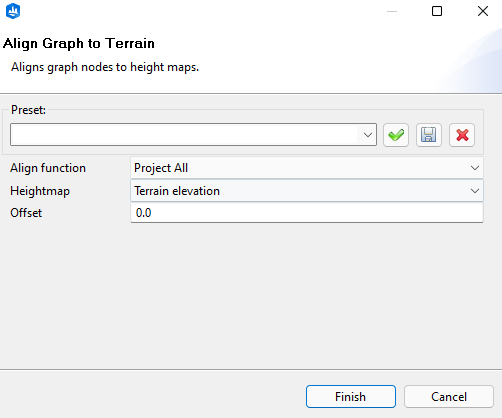 Align Graph to Terrain
Aligns graph nodes to height maps.
Preset:
Align function Project All
Heightmap Terrain elevation
Offset 0.0
Finish Cancel